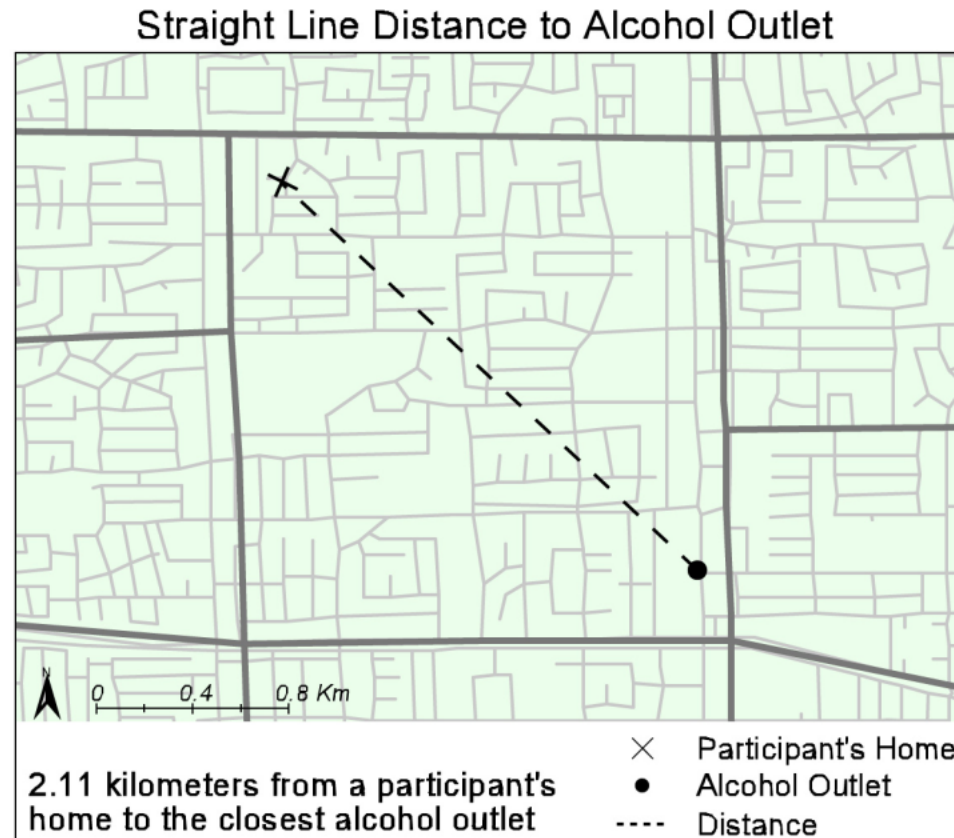 Straight Line Distance to Alcohol Outlet
N
0 0.4 0.8 Km
2.11 kilometers from a participant's
home to the closest alcohol outlet
Participant's Home
Alcohol Outlet
Distance